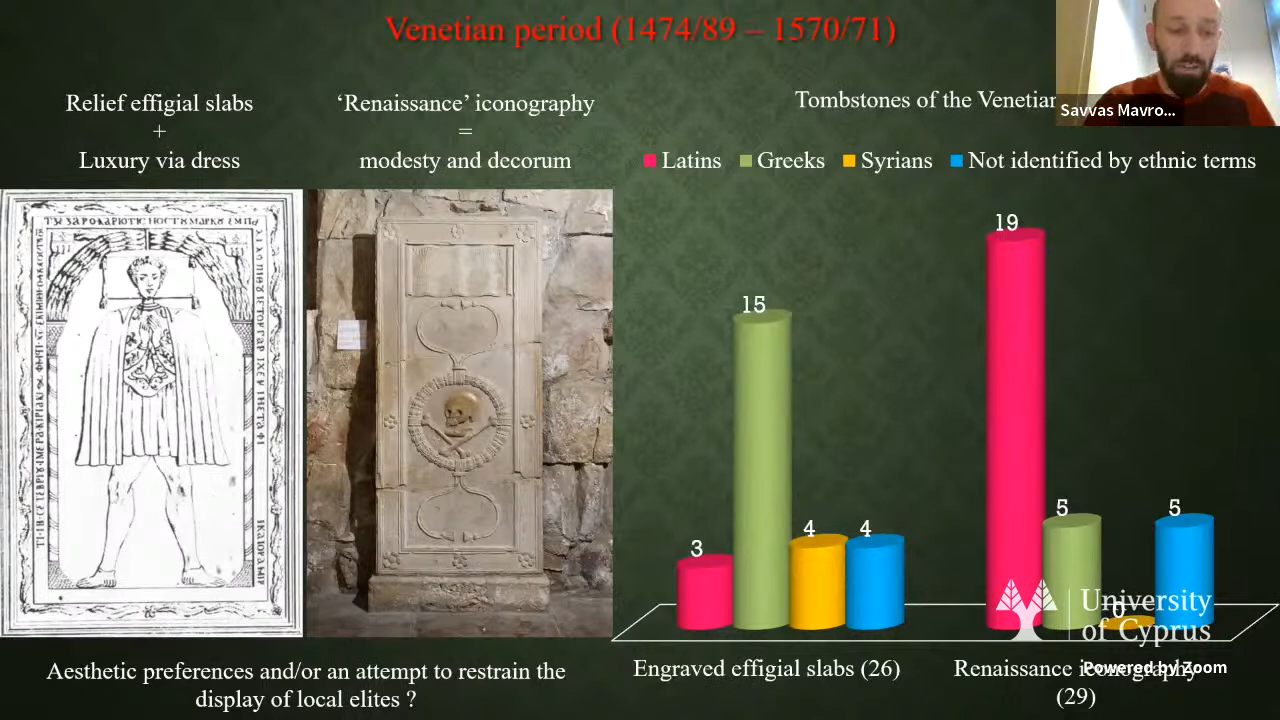 Venetian period (1474/89 – 1570/71)
Relief effigial slabs
+
Luxury via dress
‘Renaissance’ iconography
=
modesty and decorum
Tombstones of the Venetian
Savvas Mavro...
Latins
Greeks
Syrians
Not identified by ethnic terms
3
15
4
4
19
5
0
5
Engraved effigial slabs (26)
Renaissance iconography
(29)
Aesthetic preferences and/or an attempt to restrain the
display of local elites ?
University
of Cyprus
Powered by Zoom